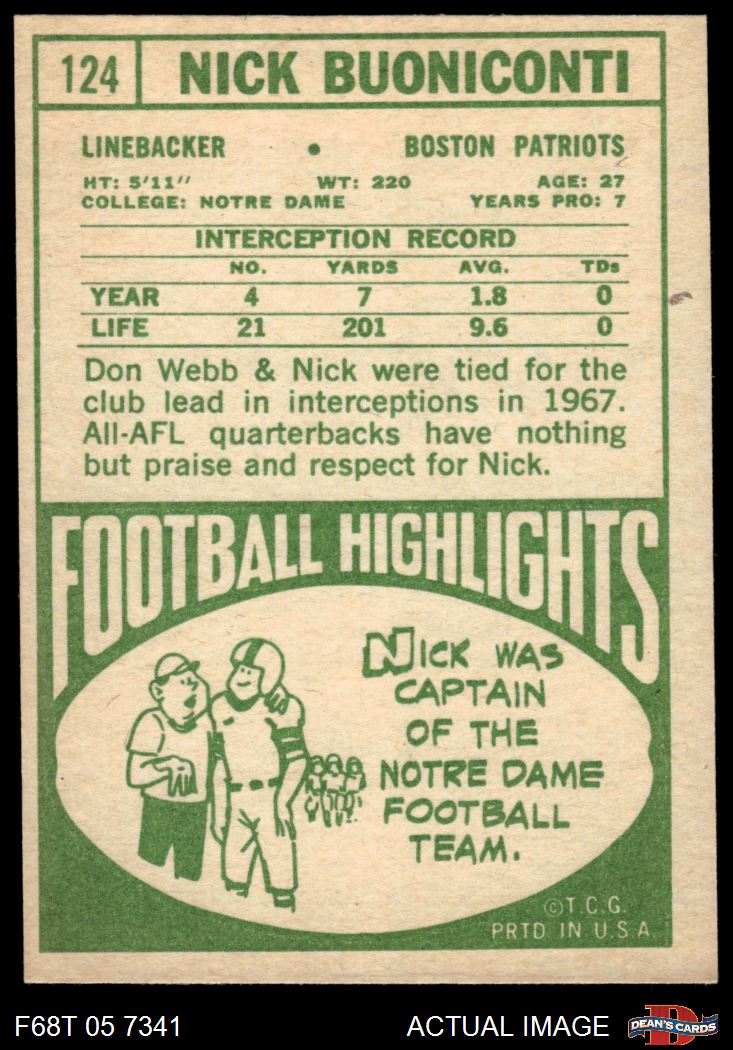 124 NICK BUONICONTI
LINEBACKER • BOSTON PATRIOTS
HT: 5'11" WT: 220 AGE: 27
COLLEGE: NOTRE DAME YEARS PRO: 7
INTERCEPTION RECORD
NO. YARDS AVG. TDs
YEAR 4 7 1.8 0
LIFE 21 201 9.6 0
Don Webb & Nick were tied for the
club lead in interceptions in 1967.
All-AFL quarterbacks have nothing
but praise and respect for Nick.
FOOTBALL HIGHLIGHTS
NICK WAS
CAPTAIN
OF THE
NOTRE DAME
FOOTBALL
TEAM.
©T.C.G.
PRTD IN U.S.A.
F68T 05 7341 ACTUAL IMAGE D DEAN'S CARDS